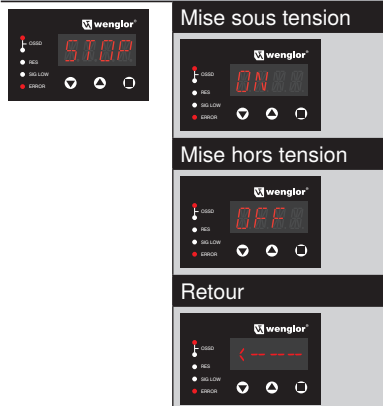 wenglor®
STOP
OSSD
RES
SIG LOW
ERROR
Mise sous tension
wenglor®
ON
OSSD
RES
SIG LOW
ERROR
Mise hors tension
wenglor®
OFF
OSSD
RES
SIG LOW
ERROR
Retour
wenglor®
<-----
OSSD
RES
SIG LOW
ERROR